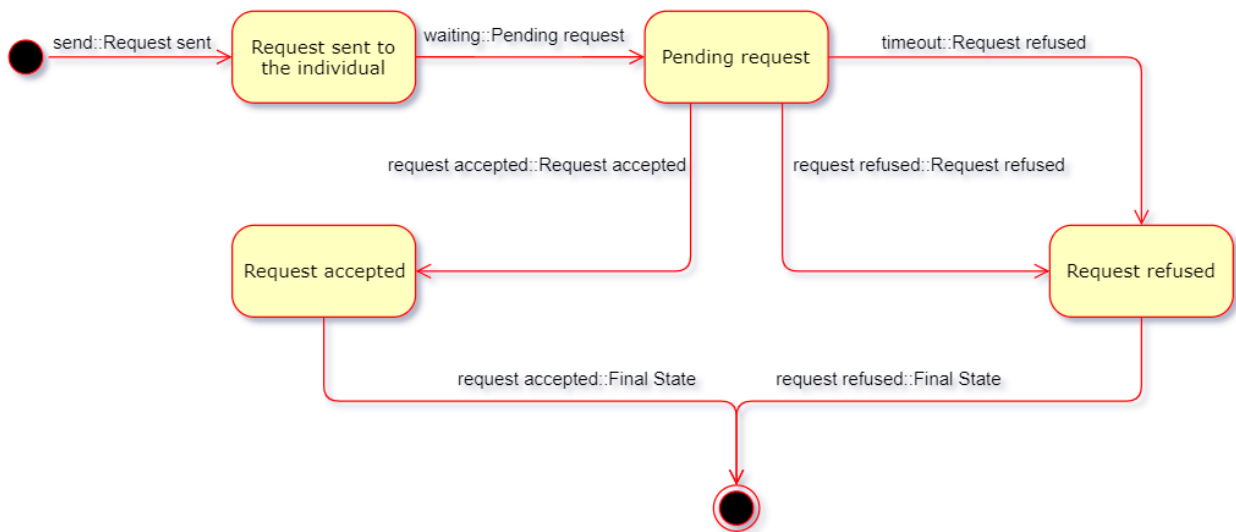 send::Request sent
Request sent to
the individual
waiting::Pending request
Pending request
timeout::Request refused
request accepted::Request accepted
request refused::Request refused
Request accepted
Request refused
request accepted::Final State
request refused::Final State